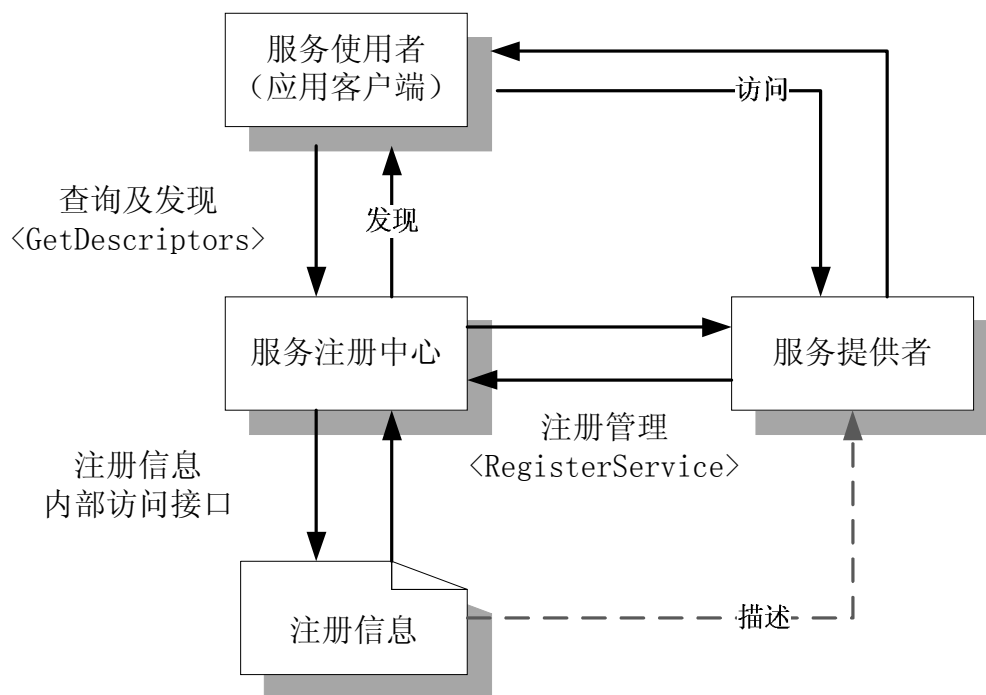 服务使用者
（应用客户端）
访问
查询及发现
<GetDescriptors>
发现
服务注册中心
服务提供者
注册管理
<RegisterService>
注册信息
内部访问接口
注册信息
描述